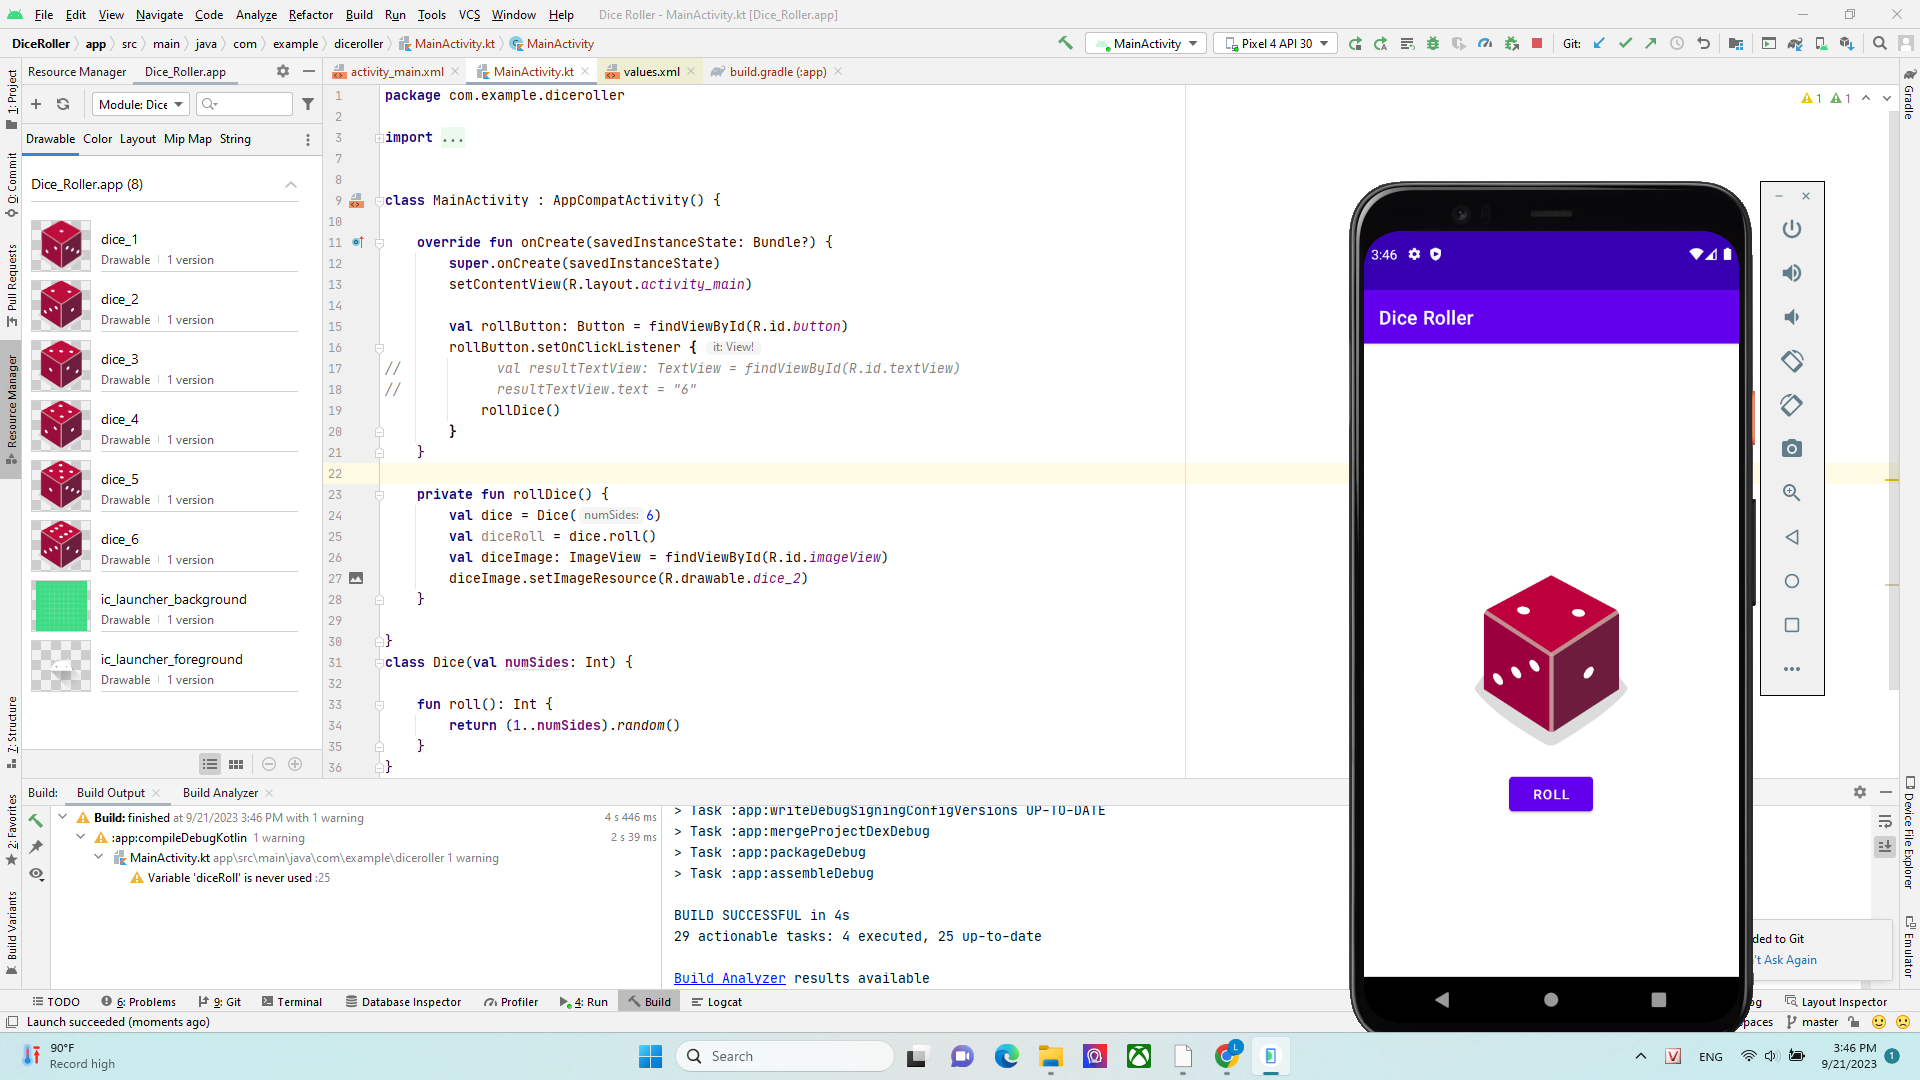 File Edit View Navigate Code Analyze Refactor Build Run Tools VCS Window Help Dice Roller - MainActivity.kt [Dice_Roller.app]
DiceRoller app src main java com example diceroller MainActivity.kt MainActivity
MainActivity Pixel 4 API 30 Git:
Resource Manager Dice_Roller.app
activity_main.xml MainActivity.kt values.xml build.gradle (:app)
Module: Dice
Drawable Color Layout Mip Map String
Dice_Roller.app (8)
dice_1
Drawable 1 version
dice_2
Drawable 1 version
dice_3
Drawable 1 version
dice_4
Drawable 1 version
dice_5
Drawable 1 version
dice_6
Drawable 1 version
ic_launcher_background
Drawable 1 version
ic_launcher_foreground
Drawable 1 version
1: Project
0: Commit
Pull Requests
Resource Manager
7: Structure
2: Favorites
Build Variants
1 package com.example.diceroller
2
3 import ...
7
8
9 class MainActivity : AppCompatActivity() {
10
11 override fun onCreate(savedInstanceState: Bundle?) {
12 super.onCreate(savedInstanceState)
13 setContentView(R.layout.activity_main)
14
15 val rollButton: Button = findViewById(R.id.button)
16 rollButton.setOnClickListener { it: View!
17 // val resultTextView: TextView = findViewById(R.id.textView)
18 // resultTextView.text = "6"
19 rollDice()
20 }
21 }
22
23 private fun rollDice() {
24 val dice = Dice( numSides: 6)
25 val diceRoll = dice.roll()
26 val diceImage: ImageView = findViewById(R.id.imageView)
27 diceImage.setImageResource(R.drawable.dice_2)
28 }
29
30 }
31 class Dice(val numSides: Int) {
32
33 fun roll(): Int {
34 return (1..numSides).random()
35 }
36 }
1 1
Gradle
Device File Explorer
Emulator
3:46
Dice Roller
ROLL
Build: Build Output Build Analyzer
Build: finished at 9/21/2023 3:46 PM with 1 warning 4 s 446 ms
:app:compileDebugKotlin 1 warning 2 s 39 ms
MainActivity.kt app\src\main\java\com\example\diceroller 1 warning
Variable 'diceRoll' is never used :25
> Task :app:writeDebugSigningConfigVersions UP-TO-DATE
> Task :app:mergeProjectDexDebug
> Task :app:packageDebug
> Task :app:assembleDebug
BUILD SUCCESSFUL in 4s
29 actionable tasks: 4 executed, 25 up-to-date
Build Analyzer results available
ded to Git
't Ask Again
TODO 6: Problems 9: Git Terminal Database Inspector Profiler 4: Run Build Logcat Layout Inspector
Launch succeeded (moments ago) paces master
90°F
Record high
Search
ENG
3:46 PM
9/21/2023
1